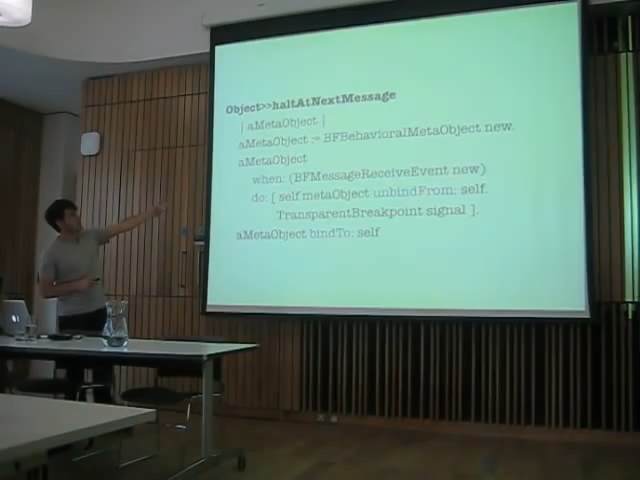 Object>>haltAtNextMessage
| aMetaObject |
aMetaObject := BFBehavioralMetaObject new.
aMetaObject
when: (BFMessageReceiveEvent new)
do: [ self metaObject unbindFrom: self.
TransparentBreakpoint signal ].
aMetaObject bindTo: self